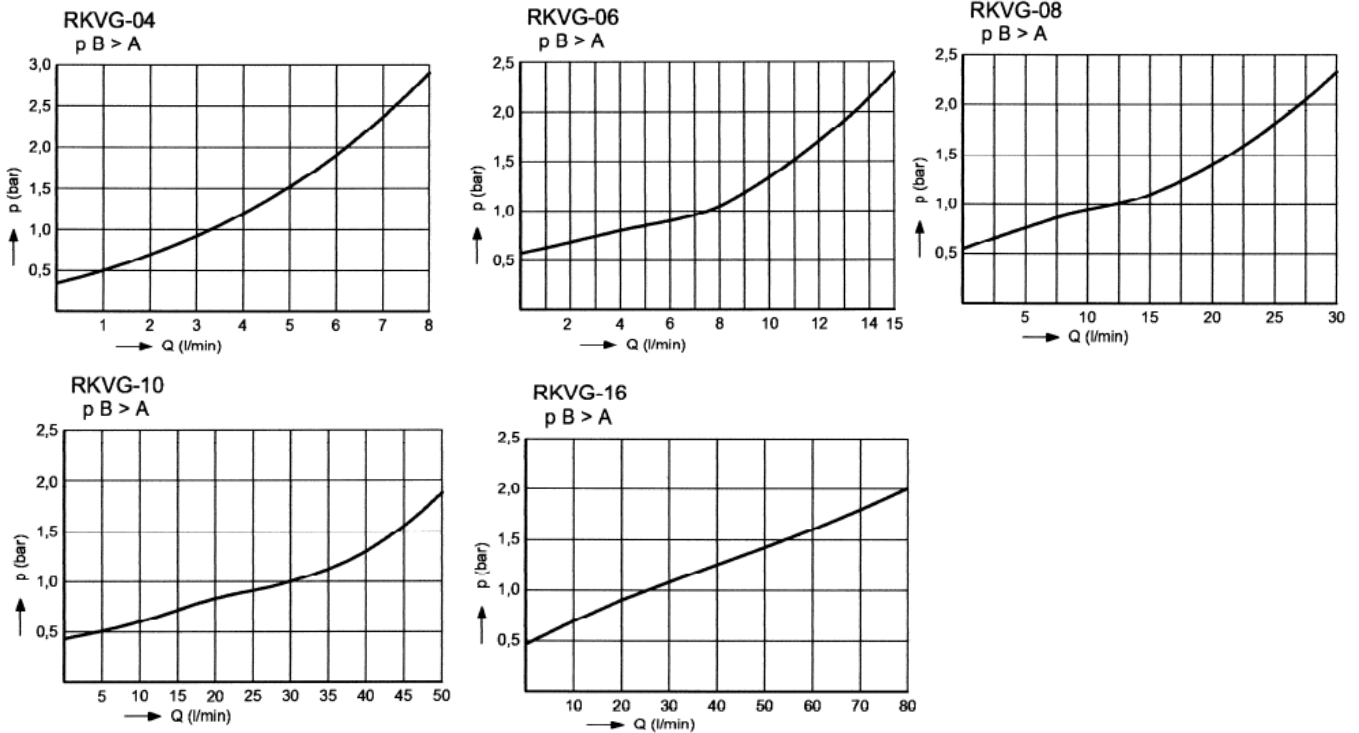 RKVG-04
p B > A
3,0
2,5
2,0
1,5
1,0
0,5
p (bar)
1 2 3 4 5 6 7 8
Q (l/min)
RKVG-06
p B > A
2,5
2,0
1,5
1,0
0,5
p (bar)
2 4 6 8 10 12 14 15
Q (l/min)
RKVG-08
p B > A
2,5
2,0
1,5
1,0
0,5
p (bar)
5 10 15 20 25 30
Q (l/min)
RKVG-10
p B > A
2,5
2,0
1,5
1,0
0,5
p (bar)
5 10 15 20 25 30 35 40 45 50
Q (l/min)
RKVG-16
p B > A
2,5
2,0
1,5
1,0
0,5
p (bar)
10 20 30 40 50 60 70 80
Q (l/min)